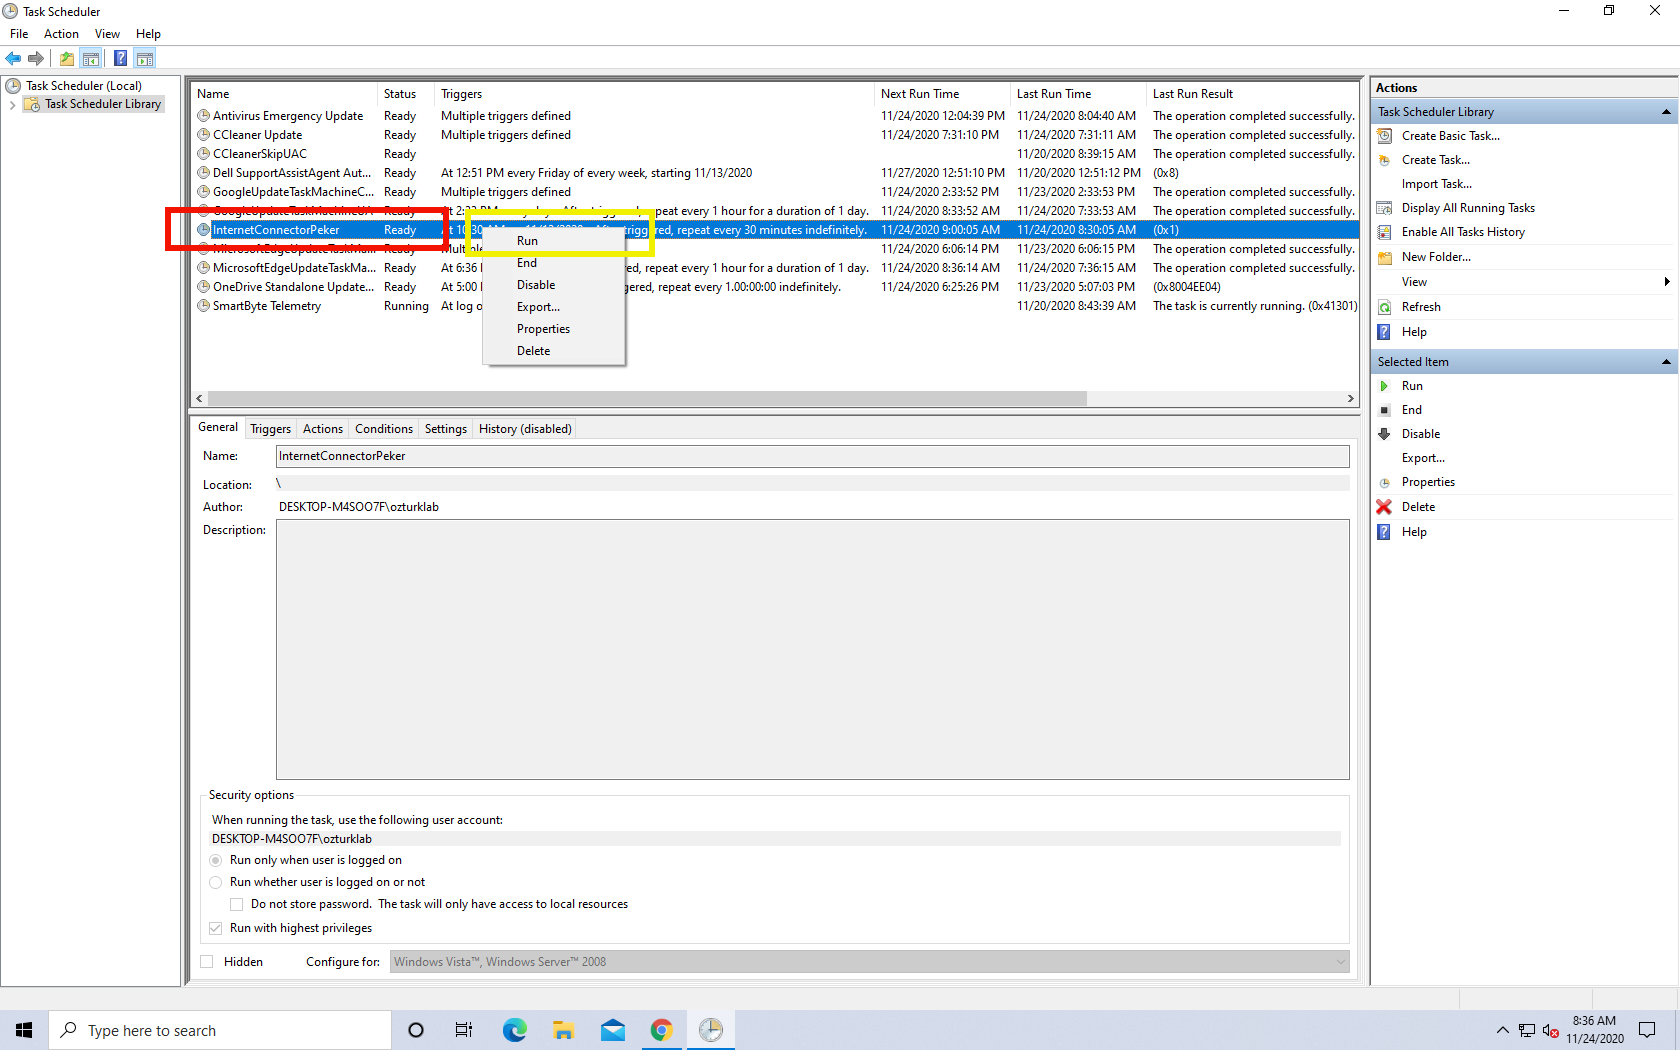 Task Scheduler
File Action View Help
Task Scheduler (Local)
Task Scheduler Library
Name Status Triggers Next Run Time Last Run Time Last Run Result
Antivirus Emergency Update Ready Multiple triggers defined 11/24/2020 12:04:39 PM 11/24/2020 8:04:40 AM The operation completed successfully.
CCleaner Update Ready Multiple triggers defined 11/24/2020 7:31:10 PM 11/24/2020 7:31:11 AM The operation completed successfully.
CCleanerSkipUAC Ready 11/20/2020 8:39:15 AM The operation completed successfully.
Dell SupportAssistAgent Aut... Ready At 12:51 PM every Friday of every week, starting 11/13/2020 11/27/2020 12:51:10 PM 11/20/2020 12:51:12 PM (0x8)
GoogleUpdateTaskMachineC... Ready Multiple triggers defined 11/24/2020 2:33:52 PM 11/23/2020 2:33:53 PM The operation completed successfully.
GoogleUpdateTaskMachineUA Ready At 2:33 PM every day - After triggered, repeat every 1 hour for a duration of 1 day. 11/24/2020 8:33:52 AM 11/24/2020 7:33:53 AM The operation completed successfully.
InternetConnectorPeker Ready At 10:30 AM 11/13/2020 After triggered, repeat every 30 minutes indefinitely. 11/24/2020 9:00:05 AM 11/24/2020 8:30:05 AM (0x1)
MicrosoftEdgeUpdateTaskMa... Ready Multiple 11/24/2020 6:06:14 PM 11/23/2020 6:06:15 PM The operation completed successfully.
MicrosoftEdgeUpdateTaskMa... Ready At 6:36 ered, repeat every 1 hour for a duration of 1 day. 11/24/2020 8:36:14 AM 11/24/2020 7:36:15 AM The operation completed successfully.
OneDrive Standalone Update... Ready At 5:00 gered, repeat every 1.00:00:00 indefinitely. 11/24/2020 6:25:26 PM 11/23/2020 5:07:03 PM (0x8004EE04)
SmartByte Telemetry Running At log o 11/20/2020 8:43:39 AM The task is currently running. (0x41301)
Run
End
Disable
Export...
Properties
Delete
General Triggers Actions Conditions Settings History (disabled)
Name: InternetConnectorPeker
Location: \
Author: DESKTOP-M4SOO7F\ozturklab
Description:
Security options
When running the task, use the following user account:
DESKTOP-M4SOO7F\ozturklab
Run only when user is logged on
Run whether user is logged on or not
Do not store password. The task will only have access to local resources
Run with highest privileges
Hidden Configure for: Windows Vista™, Windows Server™ 2008
Actions
Task Scheduler Library
Create Basic Task...
Create Task...
Import Task...
Display All Running Tasks
Enable All Tasks History
New Folder...
View
Refresh
Help
Selected Item
Run
End
Disable
Export...
Properties
Delete
Help
Type here to search
8:36 AM
11/24/2020